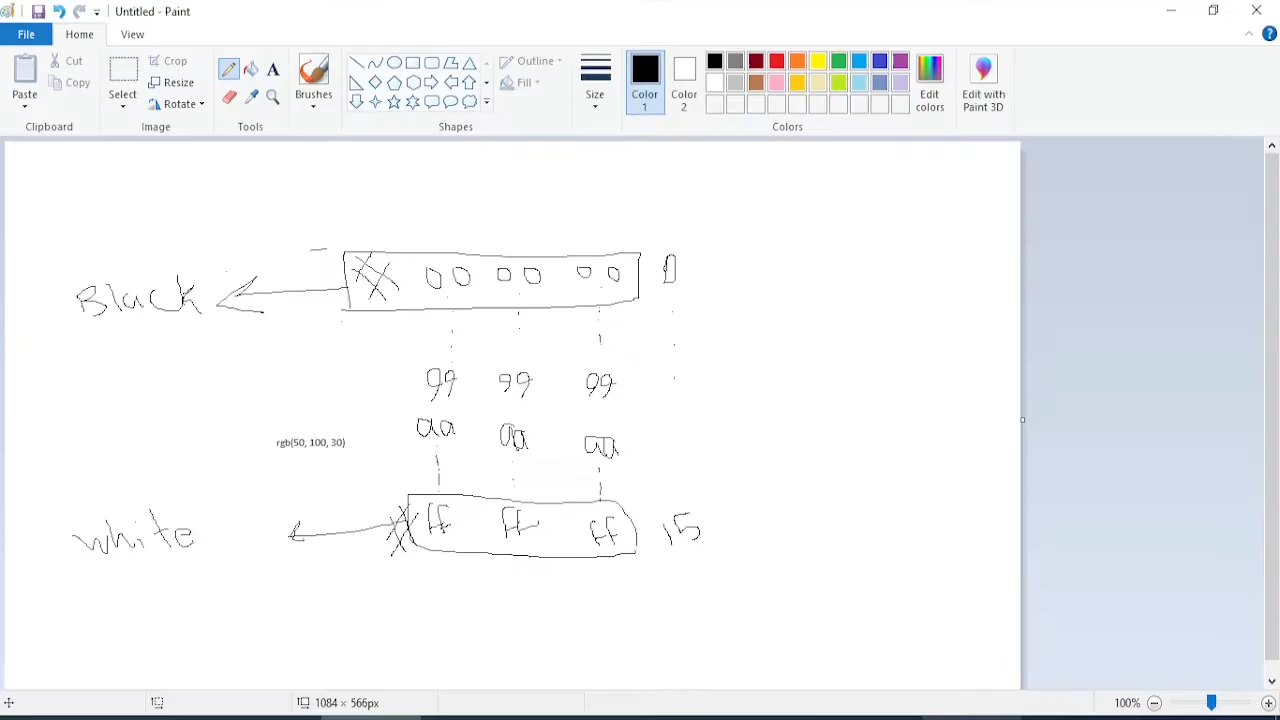 Untitled - Paint
File Home View
Paste
Cut
Copy
Clipboard
Select
Crop
Resize
Rotate
Image
Tools
Brushes
Shapes
Outline
Fill
Size
Color 1
Color 2
Edit colors
Colors
Edit with Paint 3D
Black # 00 00 00 0
99 99 99
aa aa aa
rgb(50, 100, 30)
white # ff ff ff 15
1084 × 566px
100%